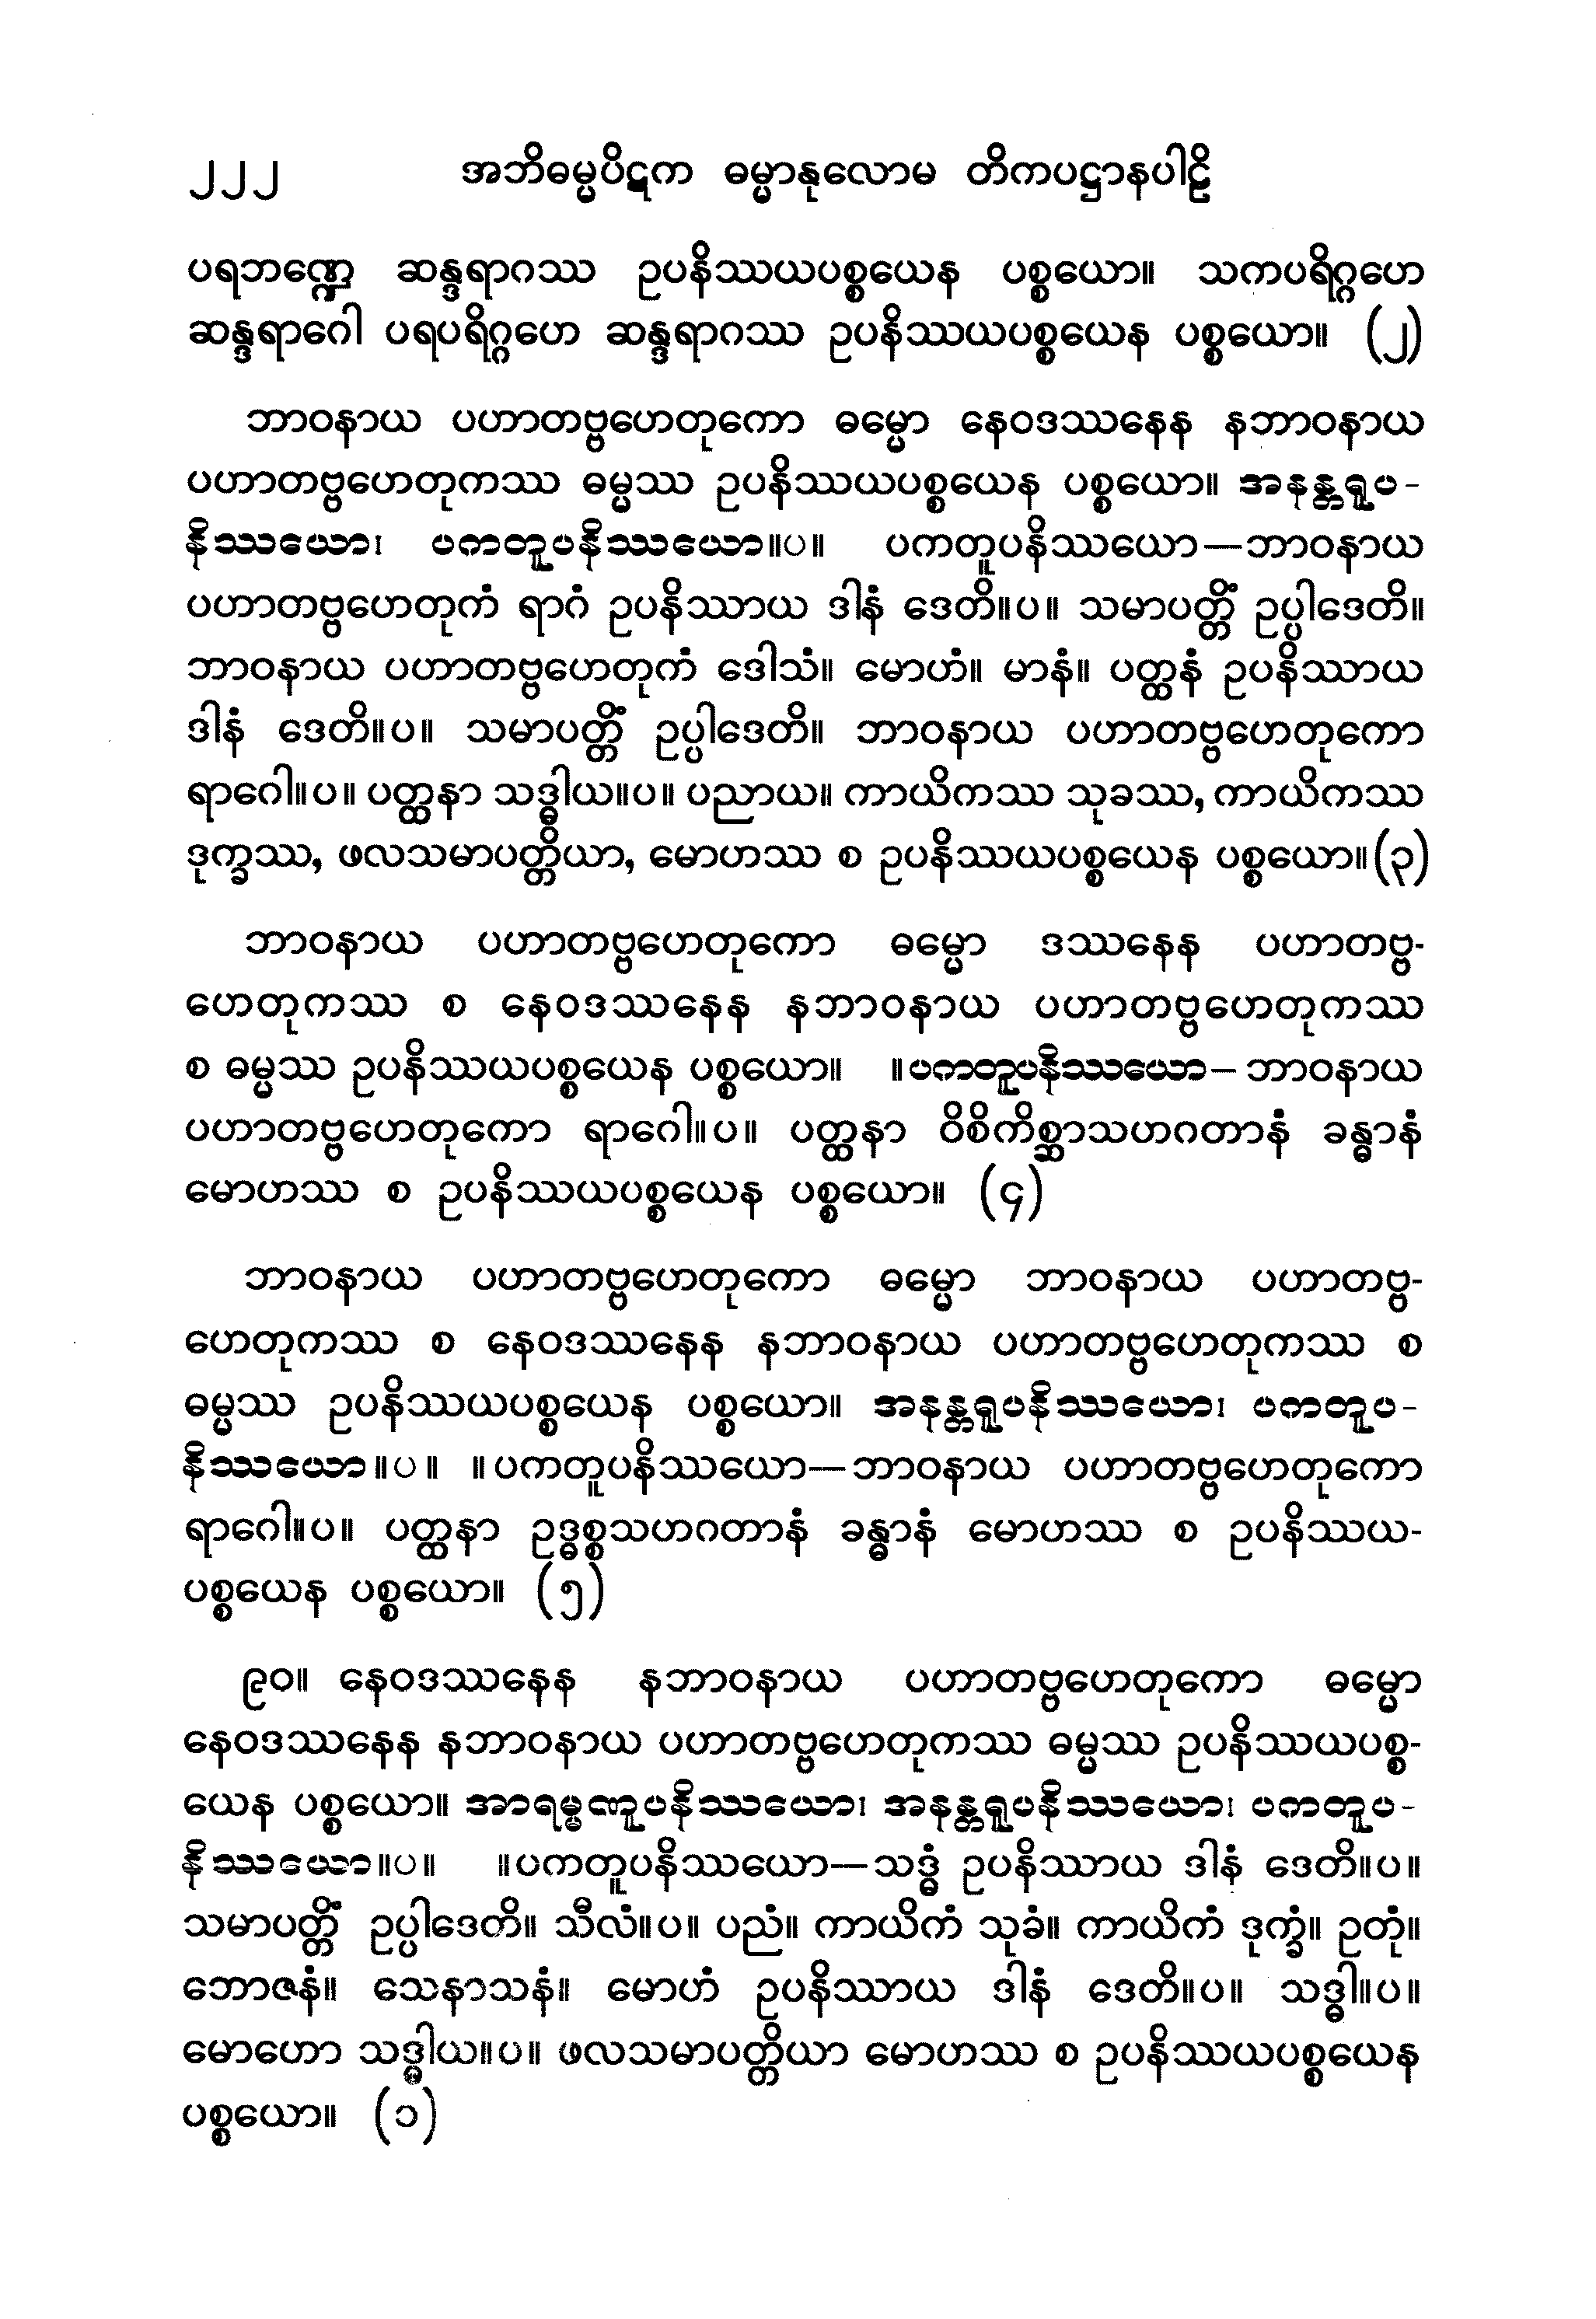 ၂၂၂ အဘိဓမ္မပိဋက ဓမ္မာနုလောမ တိကပဋ္ဌာနပါဠိ
ပရဘဏ္ဍေ ဆန္ဒရာဂဿ ဥပနိဿယပစ္စယေန ပစ္စယော။ သကပရိဂ္ဂဟေ
ဆန္ဒရာဂေါ ပရပရိဂ္ဂဟေ ဆန္ဒရာဂဿ ဥပနိဿယပစ္စယေန ပစ္စယော။ (၂)
ဘာဝနာယ ပဟာတဗ္ဗဟေတုကော ဓမ္မော နေဝဒဿနေန နဘာဝနာယ
ပဟာတဗ္ဗဟေတုကဿ ဓမ္မဿ ဥပနိဿယပစ္စယေန ပစ္စယော။ အနန္တရူပ-
နိဿယော၊ ပကတူပနိဿယော။ပ။ ပကတူပနိဿယော—ဘာဝနာယ
ပဟာတဗ္ဗဟေတုကံ ရာဂံ ဥပနိဿာယ ဒါနံ ဒေတိ။ပ။ သမာပတ္တိံ ဥပ္ပါဒေတိ။
ဘာဝနာယ ပဟာတဗ္ဗဟေတုကံ ဒေါသံ။ မောဟံ။ မာနံ။ ပတ္ထနံ ဥပနိဿာယ
ဒါနံ ဒေတိ။ပ။ သမာပတ္တိံ ဥပ္ပါဒေတိ။ ဘာဝနာယ ပဟာတဗ္ဗဟေတုကော
ရာဂေါ။ပ။ ပတ္ထနာ သဒ္ဓါယ။ပ။ ပညာယ။ ကာယိကဿ သုခဿ, ကာယိကဿ
ဒုက္ခဿ, ဖလသမာပတ္တိယာ, မောဟဿ စ ဥပနိဿယပစ္စယေန ပစ္စယော။(၃)
ဘာဝနာယ ပဟာတဗ္ဗဟေတုကော ဓမ္မော ဒဿနေန ပဟာတဗ္ဗ-
ဟေတုကဿ စ နေဝဒဿနေန နဘာဝနာယ ပဟာတဗ္ဗဟေတုကဿ
စ ဓမ္မဿ ဥပနိဿယပစ္စယေန ပစ္စယော။ ။ပကတူပနိဿယော— ဘာဝနာယ
ပဟာတဗ္ဗဟေတုကော ရာဂေါ။ပ။ ပတ္ထနာ ဝိစိကိစ္ဆာသဟဂတာနံ ခန္ဓာနံ
မောဟဿ စ ဥပနိဿယပစ္စယေန ပစ္စယော။ (၄)
ဘာဝနာယ ပဟာတဗ္ဗဟေတုကော ဓမ္မော ဘာဝနာယ ပဟာတဗ္ဗ-
ဟေတုကဿ စ နေဝဒဿနေန နဘာဝနာယ ပဟာတဗ္ဗဟေတုကဿ စ
ဓမ္မဿ ဥပနိဿယပစ္စယေန ပစ္စယော။ အနန္တရူပနိဿယော၊ ပကတူပ-
နိဿယော။ပ။ ။ပကတူပနိဿယော—ဘာဝနာယ ပဟာတဗ္ဗဟေတုကော
ရာဂေါ။ပ။ ပတ္ထနာ ဥဒ္ဓစ္စသဟဂတာနံ ခန္ဓာနံ မောဟဿ စ ဥပနိဿယ-
ပစ္စယေန ပစ္စယော။ (၅)
၉၀။ နေဝဒဿနေန နဘာဝနာယ ပဟာတဗ္ဗဟေတုကော ဓမ္မော
နေဝဒဿနေန နဘာဝနာယ ပဟာတဗ္ဗဟေတုကဿ ဓမ္မဿ ဥပနိဿယပစ္စ-
ယေန ပစ္စယော။ အာရမ္မဏူပနိဿယော၊ အနန္တရူပနိဿယော၊ ပကတူပ-
နိဿယော။ပ။ ။ပကတူပနိဿယော—သဒ္ဓံ ဥပနိဿာယ ဒါနံ ဒေတိ။ပ။
သမာပတ္တိံ ဥပ္ပါဒေတိ။ သီလံ။ပ။ ပညံ။ ကာယိကံ သုခံ။ ကာယိကံ ဒုက္ခံ။ ဥတုံ။
ဘောဇနံ။ သေနာသနံ။ မောဟံ ဥပနိဿာယ ဒါနံ ဒေတိ။ပ။ သဒ္ဓါ။ပ။
မောဟော သဒ္ဓါယ။ပ။ ဖလသမာပတ္တိယာ မောဟဿ စ ဥပနိဿယပစ္စယေန
ပစ္စယော။ (၁)